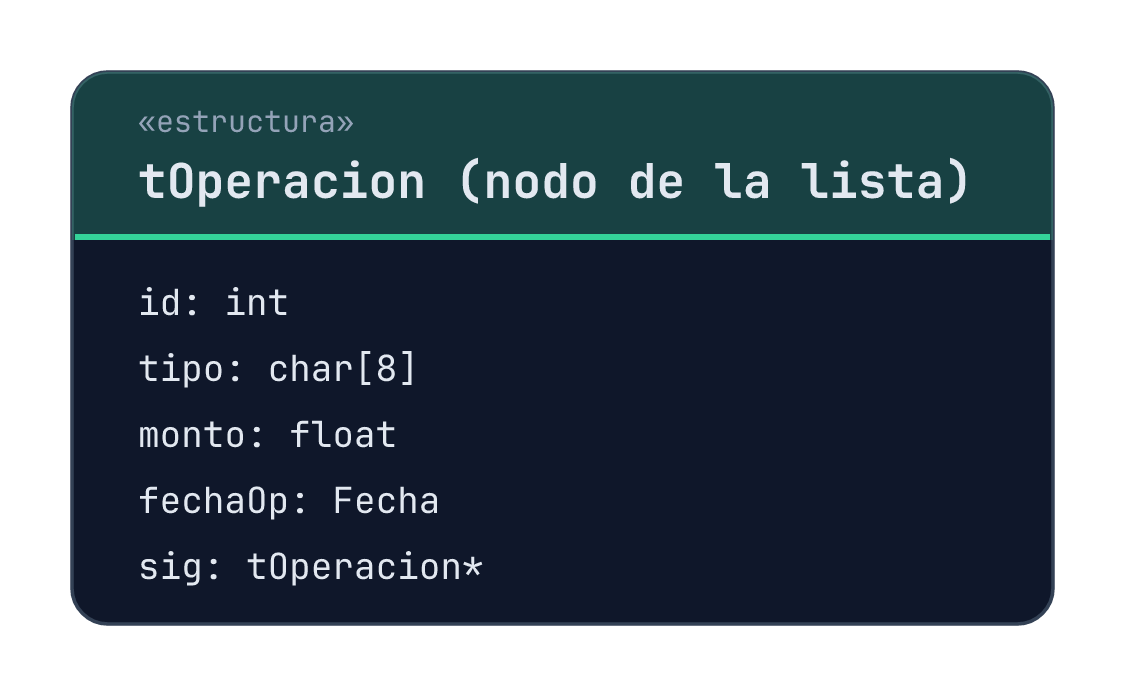 «estructura»
tOperacion (nodo de la lista)
id: int
tipo: char[8]
monto: float
fechaOp: Fecha
sig: tOperacion*